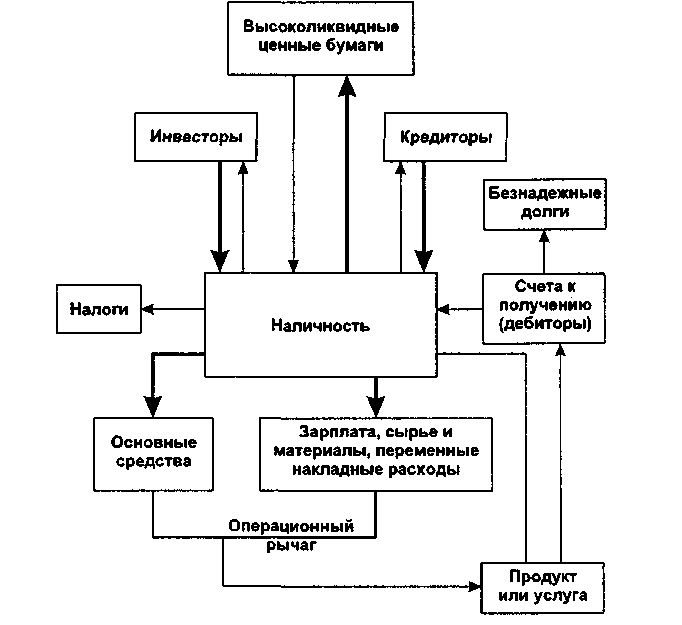 Высоколиквидные
ценные бумаги
Инвесторы
Кредиторы
Безнадежные
долги
Налоги
Наличность
Счета к
получению
(дебиторы)
Основные
средства
Зарплата, сырье и
материалы, переменные
накладные расходы
Операционный
рычаг
Продукт
или услуга